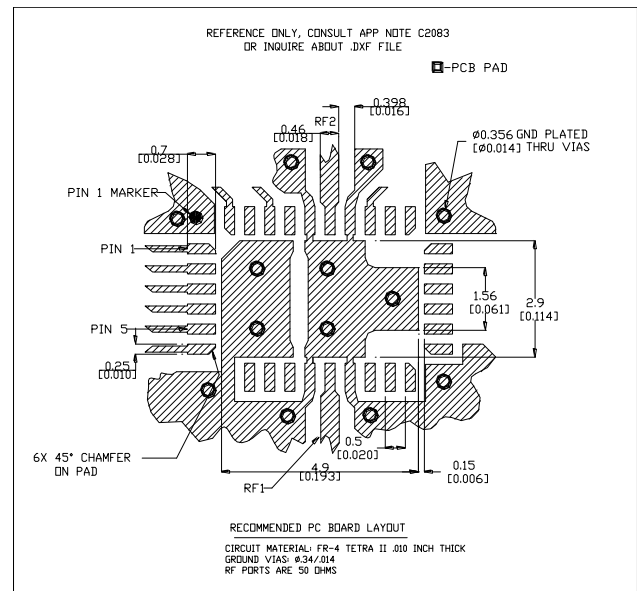 REFERENCE ONLY, CONSULT APP NOTE C2083
OR INQUIRE ABOUT .DXF FILE
-PCB PAD
0.398
[0.016]
RF2
0.46
[0.018]
0.7
[0.028]
Ø0.356 GND PLATED
[Ø0.014] THRU VIAS
PIN 1 MARKER
PIN 1
1.56
[0.061]
2.9
[0.114]
PIN 5
0.25
[0.010]
6X 45° CHAMFER
ON PAD
0.5
[0.020]
4.9
[0.193]
0.15
[0.006]
RF1
RECOMMENDED PC BOARD LAYOUT
CIRCUIT MATERIAL: FR-4 TETRA II .010 INCH THICK
GROUND VIAS: Ø.34/.014
RF PORTS ARE 50 OHMS